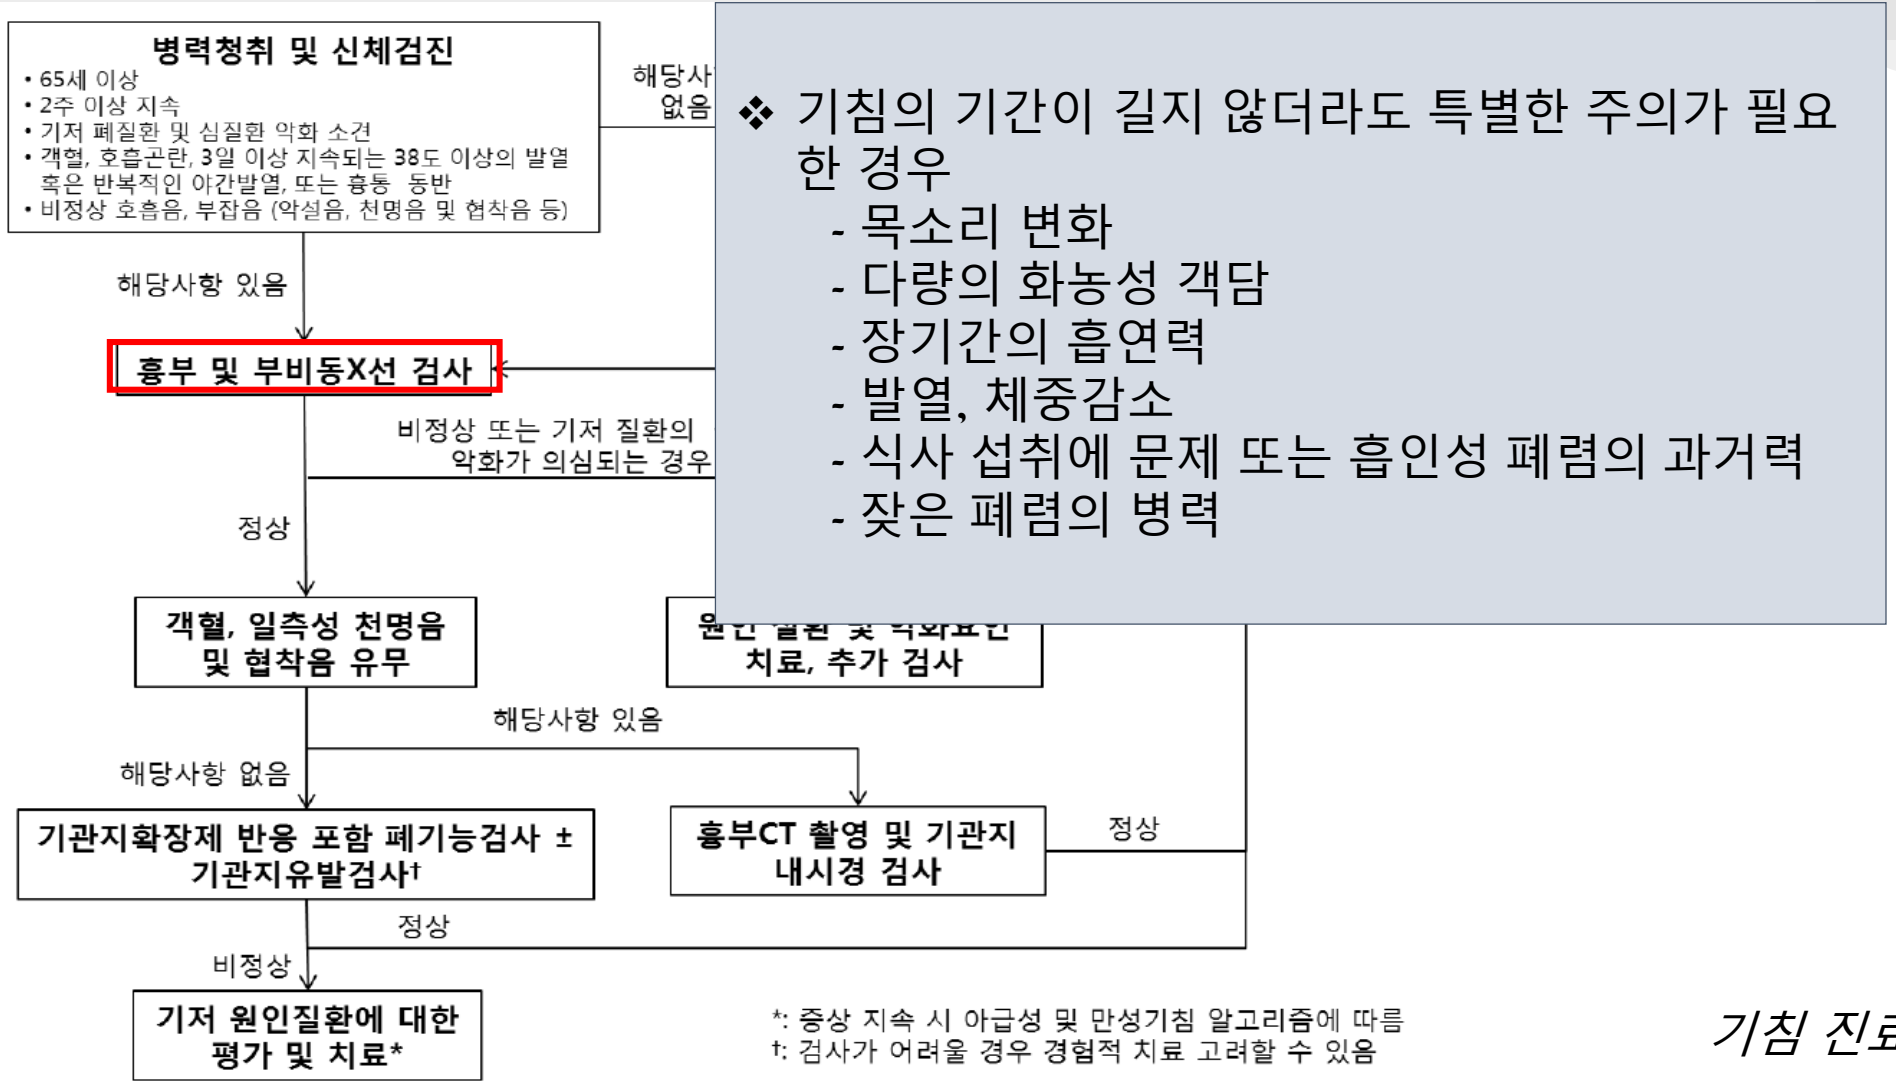 병력청취 및 신체검진
• 65세 이상
• 2주 이상 지속
• 기저 폐질환 및 심질환 악화 소견
• 객혈, 호흡곤란, 3일 이상 지속되는 38도 이상의 발열
혹은 반복적인 야간발열, 또는 흉통 동반
• 비정상 호흡음, 부잡음 (악설음, 천명음 및 협착음 등)
해당사
없음
❖ 기침의 기간이 길지 않더라도 특별한 주의가 필요
한 경우
- 목소리 변화
- 다량의 화농성 객담
- 장기간의 흡연력
- 발열, 체중감소
- 식사 섭취에 문제 또는 흡인성 폐렴의 과거력
- 잦은 폐렴의 병력
해당사항 있음
흉부 및 부비동X선 검사
비정상 또는 기저 질환의
악화가 의심되는 경우
정상
객혈, 일측성 천명음
및 협착음 유무
원인 질환 및 악화요인
치료, 추가 검사
해당사항 있음
해당사항 없음
기관지확장제 반응 포함 폐기능검사 ±
기관지유발검사†
흉부CT 촬영 및 기관지
내시경 검사
정상
정상
비정상
기저 원인질환에 대한
평가 및 치료*
*: 증상 지속 시 아급성 및 만성기침 알고리즘에 따름
†: 검사가 어려울 경우 경험적 치료 고려할 수 있음
기침 진료